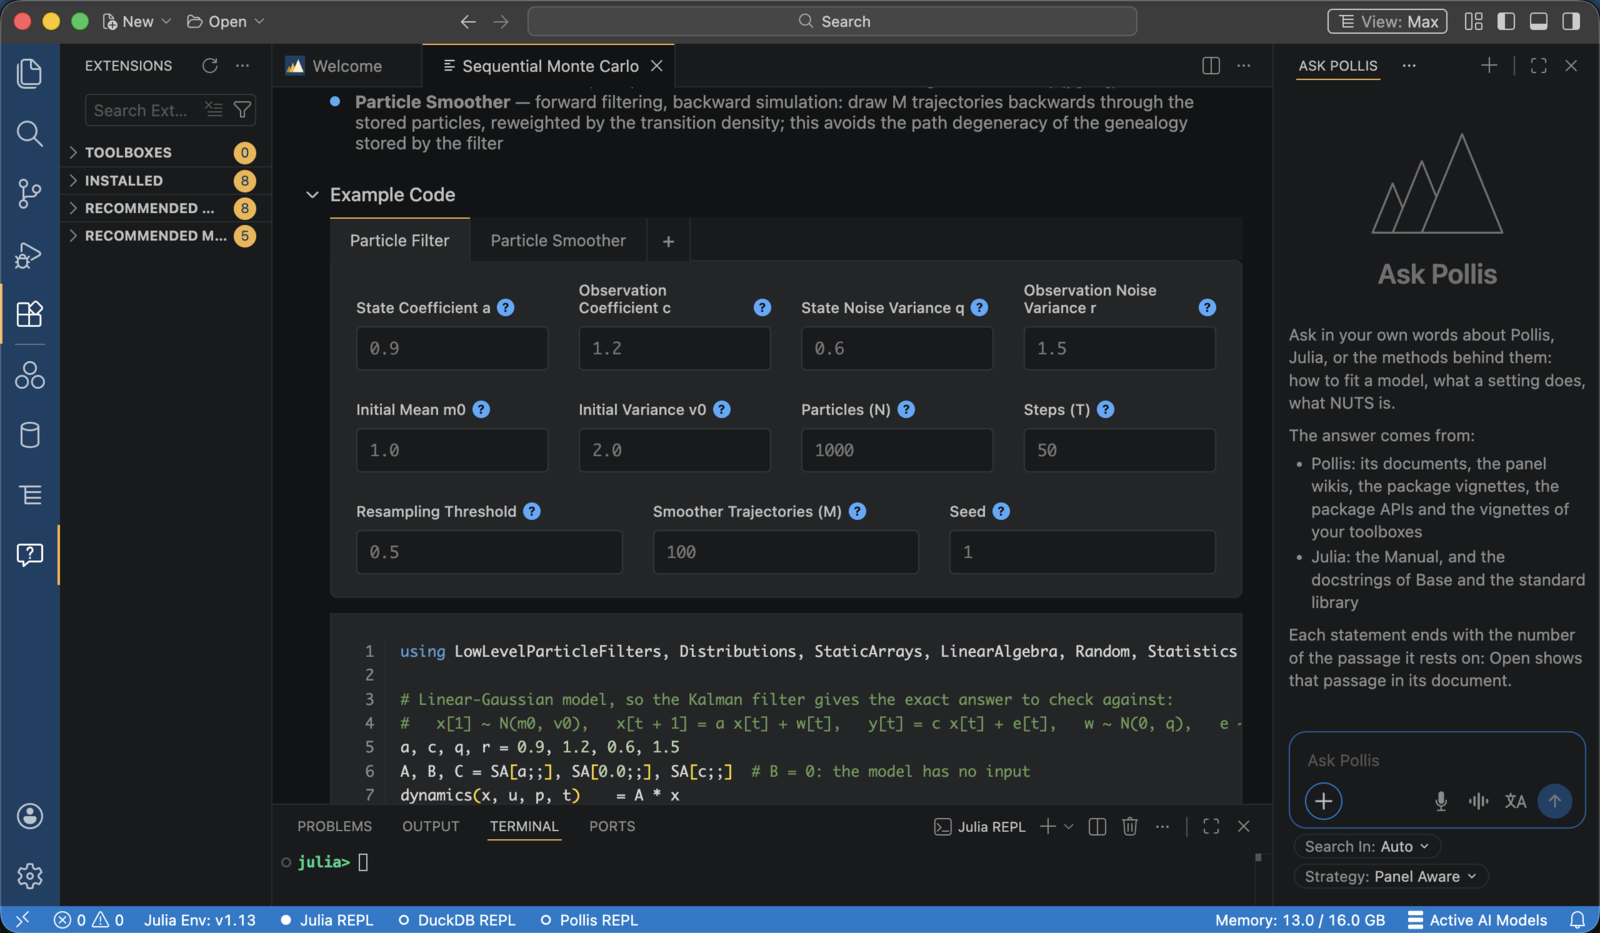 New
Open
Search
View: Max
EXTENSIONS
Search Ext...
TOOLBOXES 0
INSTALLED 8
RECOMMENDED ... 8
RECOMMENDED M... 5
Welcome
Sequential Monte Carlo
Particle Smoother — forward filtering, backward simulation: draw M trajectories backwards through the
stored particles, reweighted by the transition density; this avoids the path degeneracy of the genealogy
stored by the filter
Example Code
Particle Filter
Particle Smoother
+
State Coefficient a ?
Observation
Coefficient c ?
State Noise Variance q ?
Observation Noise
Variance r ?
0.9
1.2
0.6
1.5
Initial Mean m0 ?
Initial Variance v0 ?
Particles (N) ?
Steps (T) ?
1.0
2.0
1000
50
Resampling Threshold ?
Smoother Trajectories (M) ?
Seed ?
0.5
100
1
1 using LowLevelParticleFilters, Distributions, StaticArrays, LinearAlgebra, Random, Statistics
2
3 # Linear-Gaussian model, so the Kalman filter gives the exact answer to check against:
4 #   x[1] ~ N(m0, v0),   x[t + 1] = a x[t] + w[t],   y[t] = c x[t] + e[t],   w ~ N(0, q),   e ~
5 a, c, q, r = 0.9, 1.2, 0.6, 1.5
6 A, B, C = SA[a;;], SA[0.0;;], SA[c;;]  # B = 0: the model has no input
7 dynamics(x, u, p, t)    = A * x
PROBLEMS
OUTPUT
TERMINAL
PORTS
Julia REPL
julia>
ASK POLLIS
Ask Pollis
Ask in your own words about Pollis,
Julia, or the methods behind them:
how to fit a model, what a setting does,
what NUTS is.
The answer comes from:
• Pollis: its documents, the panel
wikis, the package vignettes, the
package APIs and the vignettes of
your toolboxes
• Julia: the Manual, and the
docstrings of Base and the standard
library
Each statement ends with the number
of the passage it rests on: Open shows
that passage in its document.
Ask Pollis
Search In: Auto
Strategy: Panel Aware
0 0
Julia Env: v1.13
Julia REPL
DuckDB REPL
Pollis REPL
Memory: 13.0 / 16.0 GB
Active AI Models